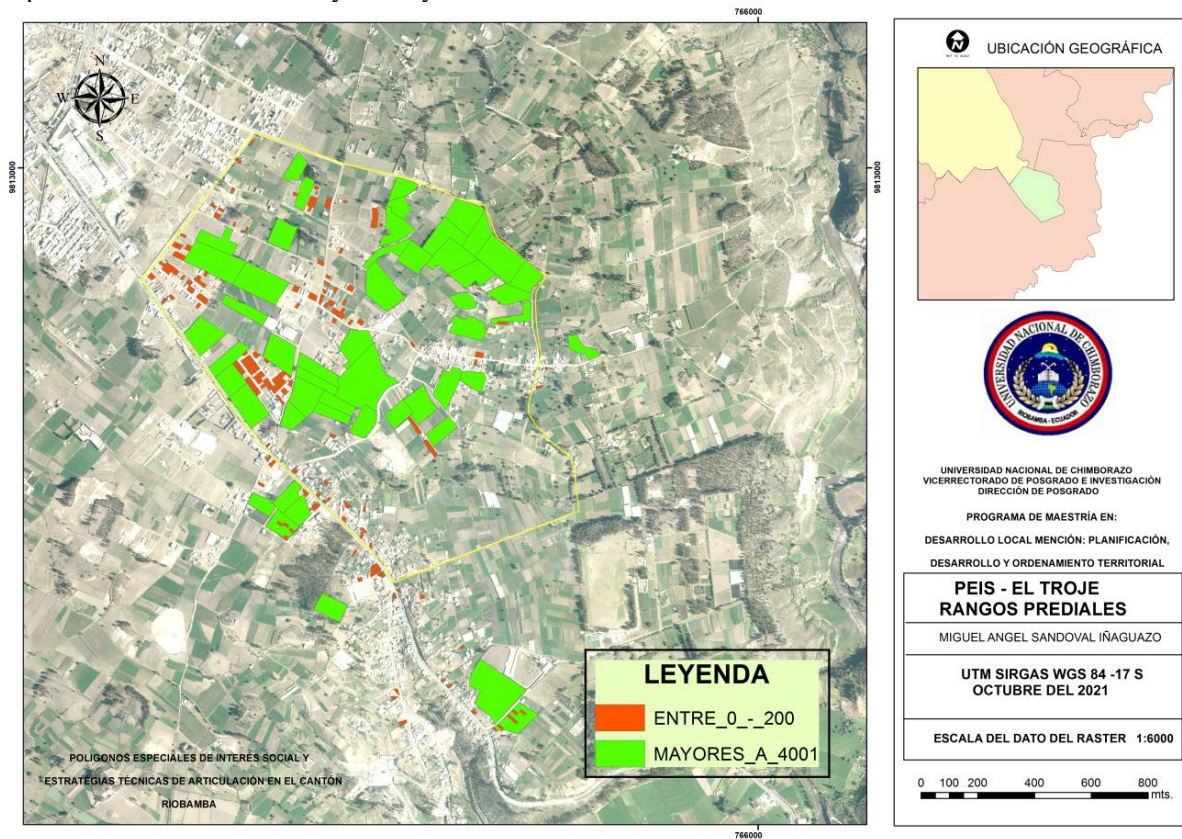 766000
9813000
N
W E
S
LEYENDA
ENTRE_0_-_200
MAYORES_A_4001
POLIGONOS ESPECIALES DE INTERÉS SOCIAL Y
ESTRATÉGIAS TÉCNICAS DE ARTICULACIÓN EN EL CANTÓN
RIOBAMBA
9813000
766000
N
UBICACIÓN GEOGRÁFICA
UNIVERSIDAD NACIONAL DE CHIMBORAZO
RIOBAMBA - ECUADOR
UNIVERSIDAD NACIONAL DE CHIMBORAZO
VICERRECTORADO DE POSGRADO E INVESTIGACIÓN
DIRECCIÓN DE POSGRADO
PROGRAMA DE MAESTRÍA EN:
DESARROLLO LOCAL MENCIÓN: PLANIFICACIÓN,
DESARROLLO Y ORDENAMIENTO TERRITORIAL
PEIS - EL TROJE
RANGOS PREDIALES
MIGUEL ANGEL SANDOVAL IÑAGUAZO
UTM SIRGAS WGS 84 -17 S
OCTUBRE DEL 2021
ESCALA DEL DATO DEL RASTER 1:6000
0 100 200 400 600 800
mts.